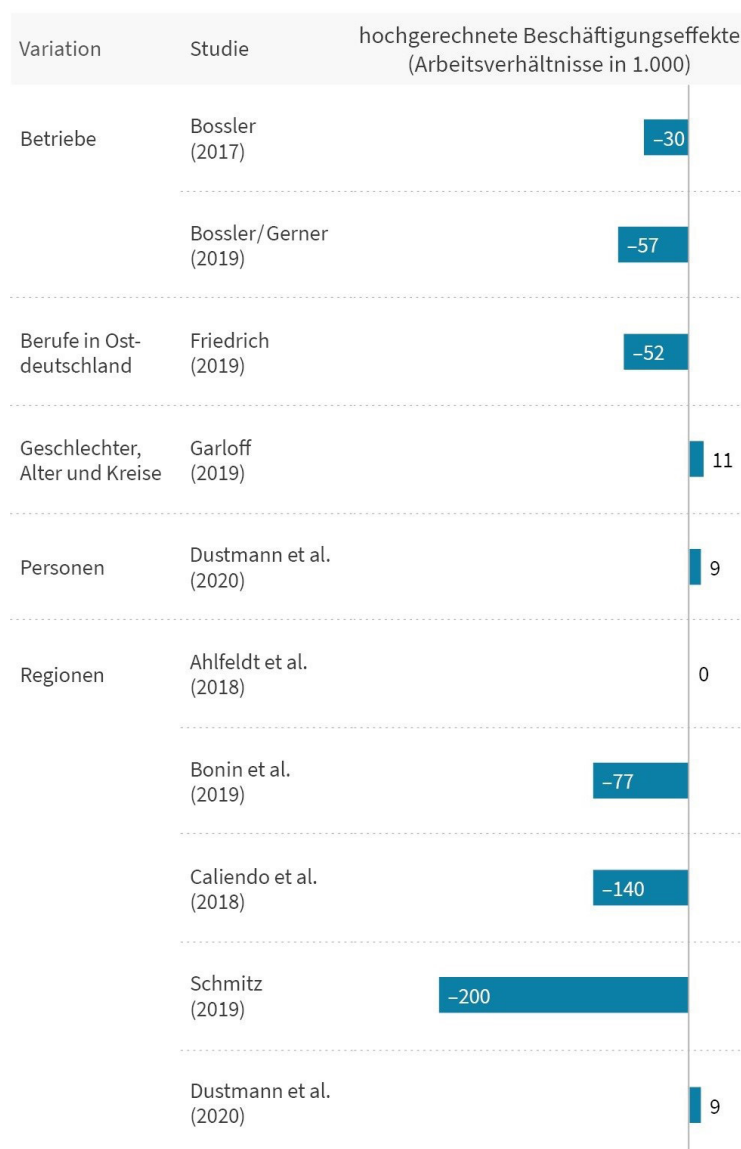 Variation
Studie
hochgerechnete Beschäftigungseffekte
(Arbeitsverhältnisse in 1.000)
Betriebe
Bossler
(2017)
–30
Bossler/Gerner
(2019)
–57
Berufe in Ost-
deutschland
Friedrich
(2019)
–52
Geschlechter,
Alter und Kreise
Garloff
(2019)
11
Personen
Dustmann et al.
(2020)
9
Regionen
Ahlfeldt et al.
(2018)
0
Bonin et al.
(2019)
–77
Caliendo et al.
(2018)
–140
Schmitz
(2019)
–200
Dustmann et al.
(2020)
9